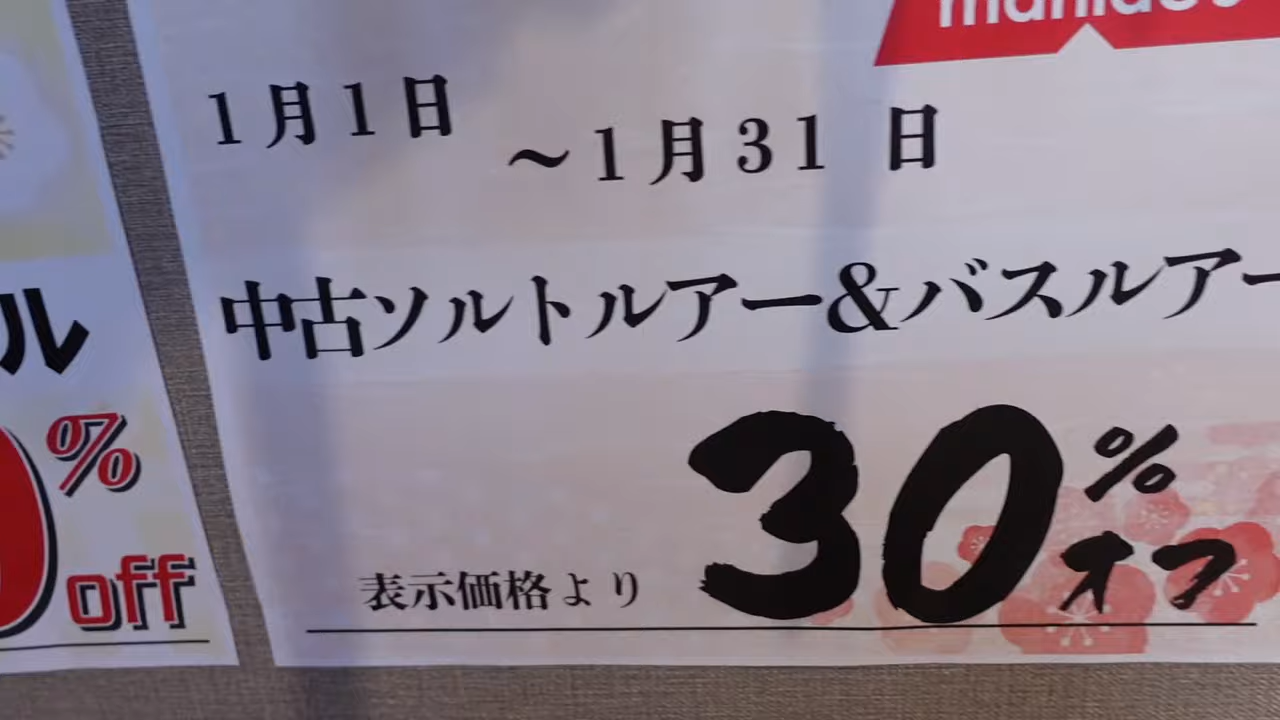 1月1日 ～1月31 日
中古ソルトルアー&バスルアー
表示価格より 30%オフ
ル
%
off